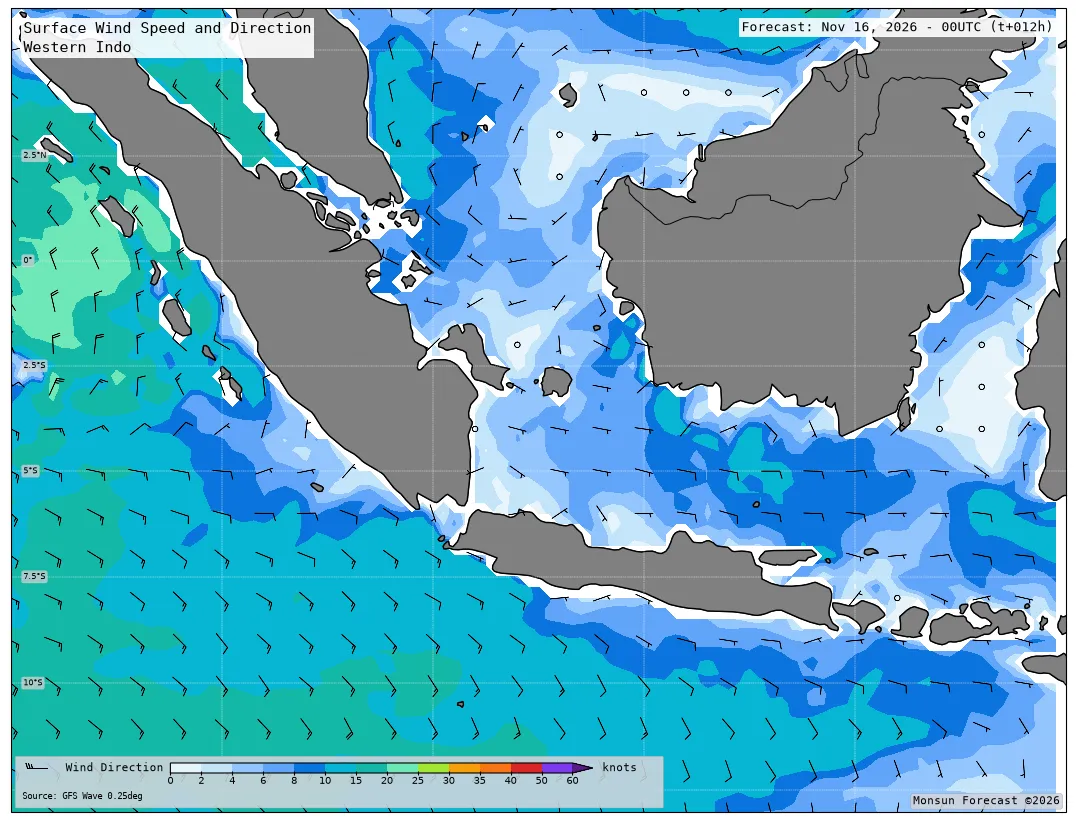 Surface Wind Speed and Direction
Western Indo
Forecast: Nov 16, 2026 - 00UTC (t+012h)
2.5°N
0°
2.5°S
5°S
7.5°S
10°S
Wind Direction
0 2 4 6 8 10 15 20 25 30 35 40 50 60
knots
Source: GFS Wave 0.25deg
Monsun Forecast ©2026